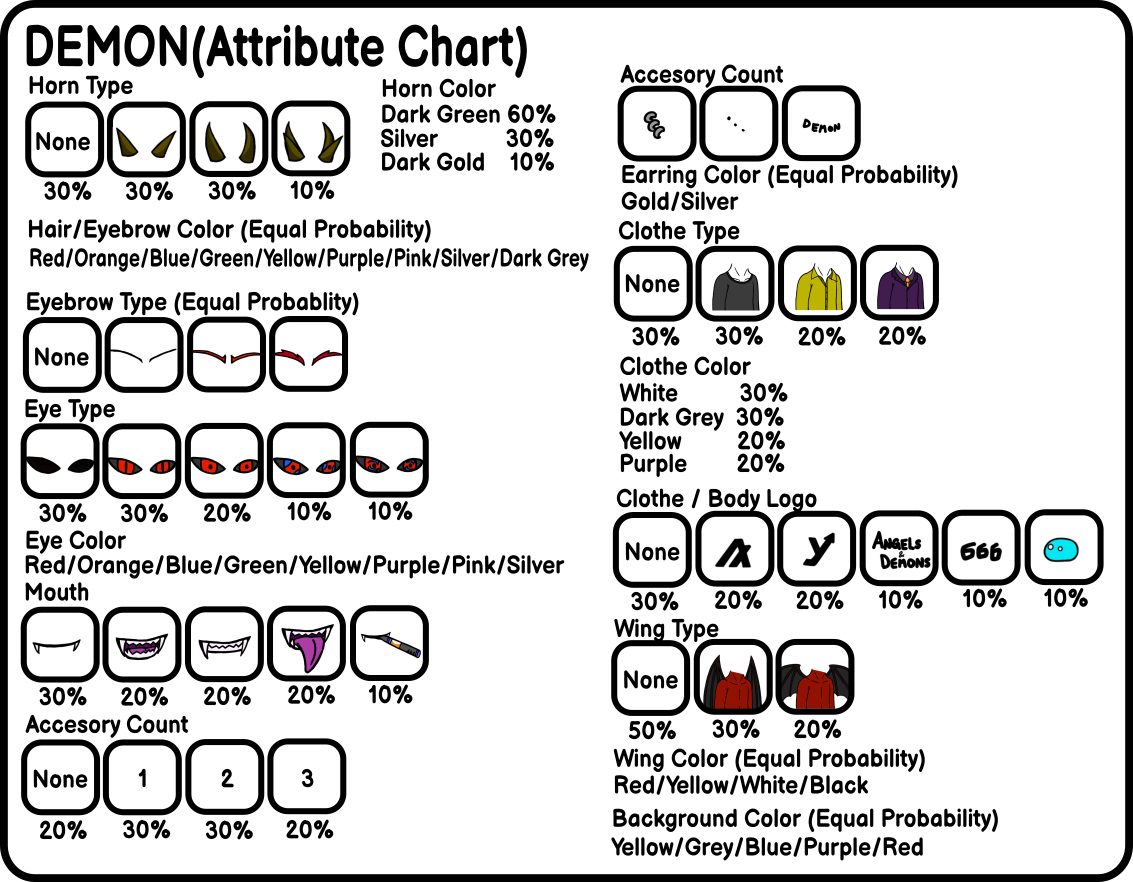 DEMON(Attribute Chart)
Horn Type
None
30% 30% 30% 10%
Horn Color
Dark Green 60%
Silver 30%
Dark Gold 10%
Hair/Eyebrow Color (Equal Probability)
Red/Orange/Blue/Green/Yellow/Purple/Pink/Silver/Dark Grey
Eyebrow Type (Equal Probablity)
None
Eye Type
30% 30% 20% 10% 10%
Eye Color
Red/Orange/Blue/Green/Yellow/Purple/Pink/Silver
Mouth
30% 20% 20% 20% 10%
Accesory Count
None 1 2 3
20% 30% 30% 20%
Accesory Count
DEMON
Earring Color (Equal Probability)
Gold/Silver
Clothe Type
None
30% 30% 20% 20%
Clothe Color
White 30%
Dark Grey 30%
Yellow 20%
Purple 20%
Clothe / Body Logo
None ANGELS & DEMONS 666
30% 20% 20% 10% 10% 10%
Wing Type
None
50% 30% 20%
Wing Color (Equal Probability)
Red/Yellow/White/Black
Background Color (Equal Probability)
Yellow/Grey/Blue/Purple/Red